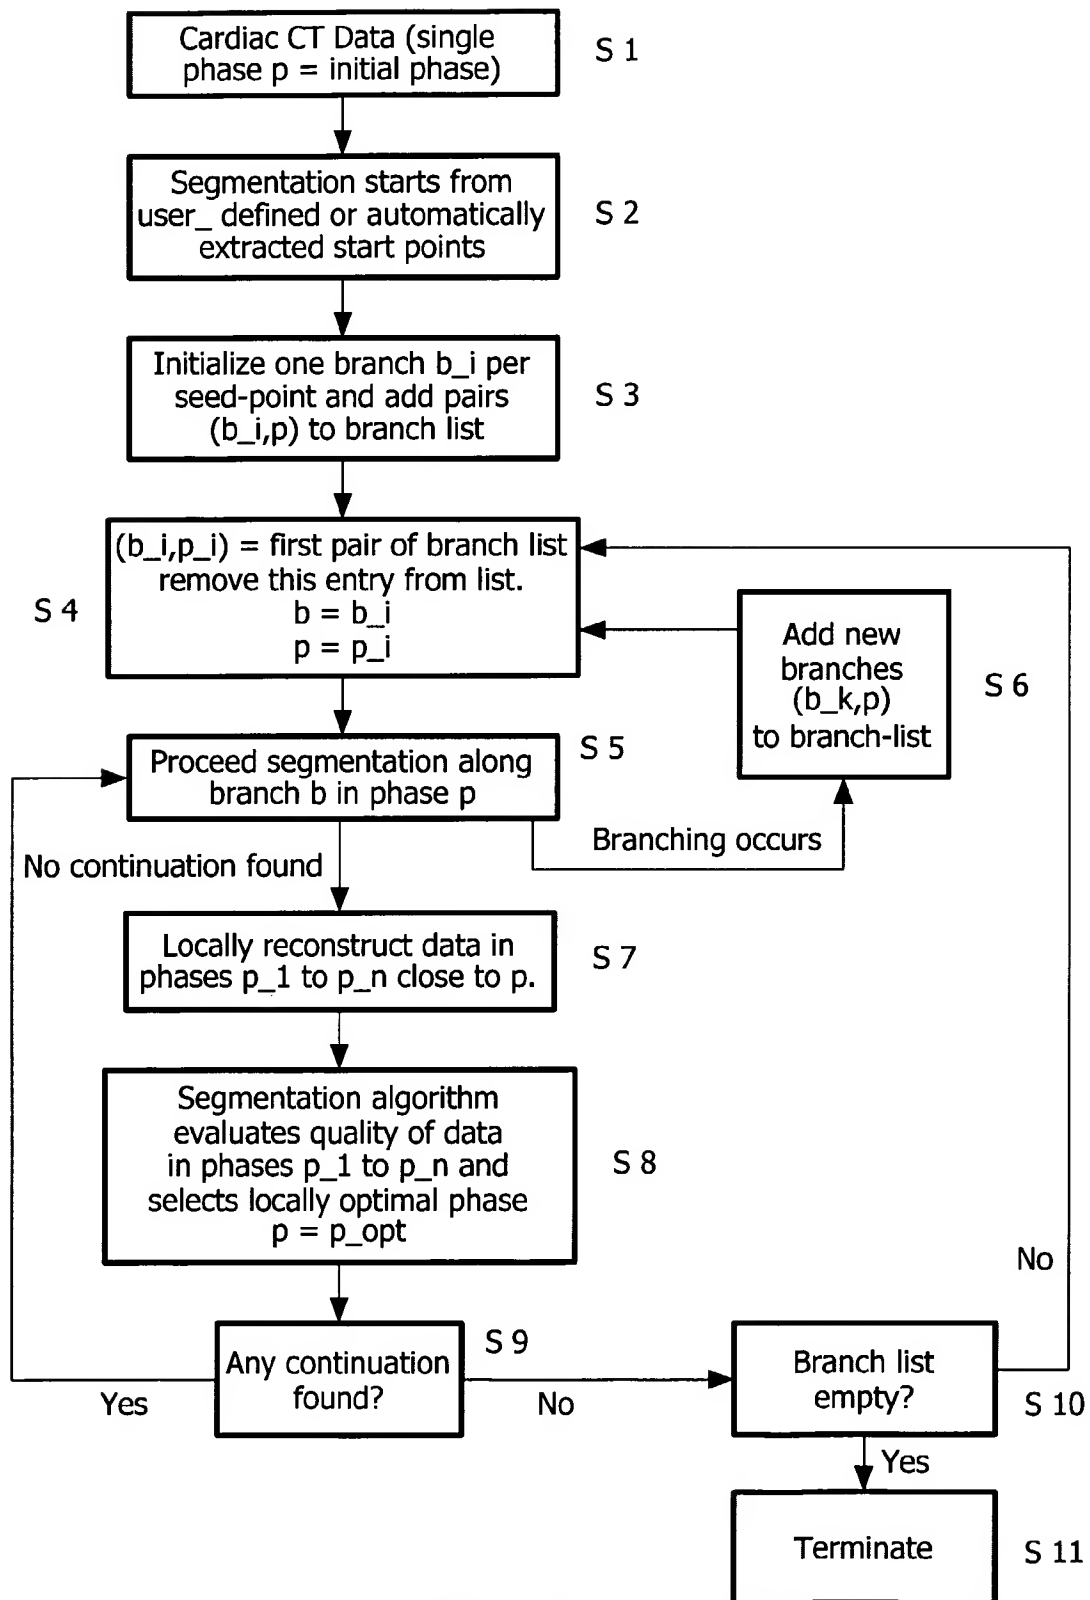 Cardiac CT Data (single
phase p = initial phase)
S 1
Segmentation starts from
user_ defined or automatically
extracted start points
S 2
Initialize one branch b_i per
seed-point and add pairs
(b_i,p) to branch list
S 3
(b_i,p_i) = first pair of branch list
remove this entry from list.
b = b_i
p = p_i
S 4
Add new
branches
(b_k,p)
to branch-list
S 6
Proceed segmentation along
branch b in phase p
S 5
Branching occurs
No continuation found
Locally reconstruct data in
phases p_1 to p_n close to p.
S 7
Segmentation algorithm
evaluates quality of data
in phases p_1 to p_n and
selects locally optimal phase
p = p_opt
S 8
No
Any continuation
found?
S 9
Yes
No
Branch list
empty?
S 10
Yes
Terminate
S 11